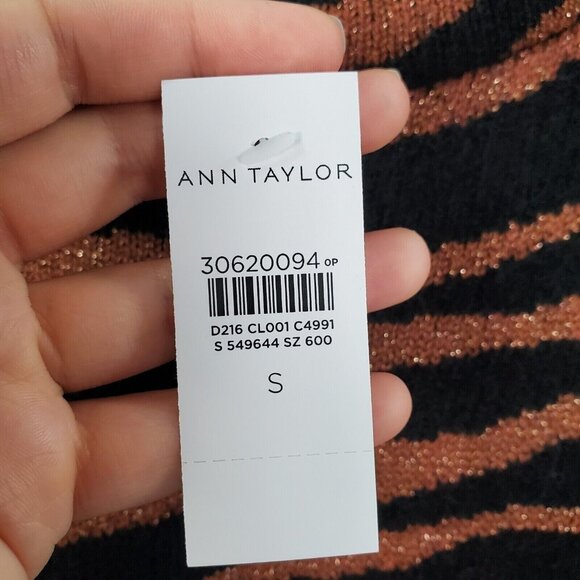 ANN TAYLOR
30620094 OP
D216 CL001 C4991
S 549644 SZ 600
S